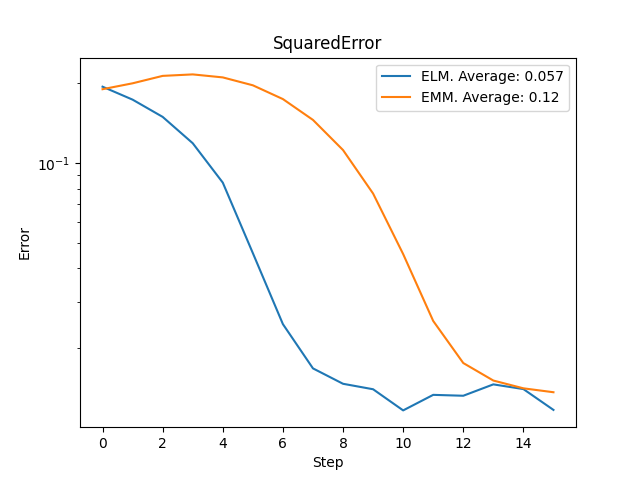 SquaredError
ELM. Average: 0.057
EMM. Average: 0.12
10⁻¹
Error
0 2 4 6 8 10 12 14
Step